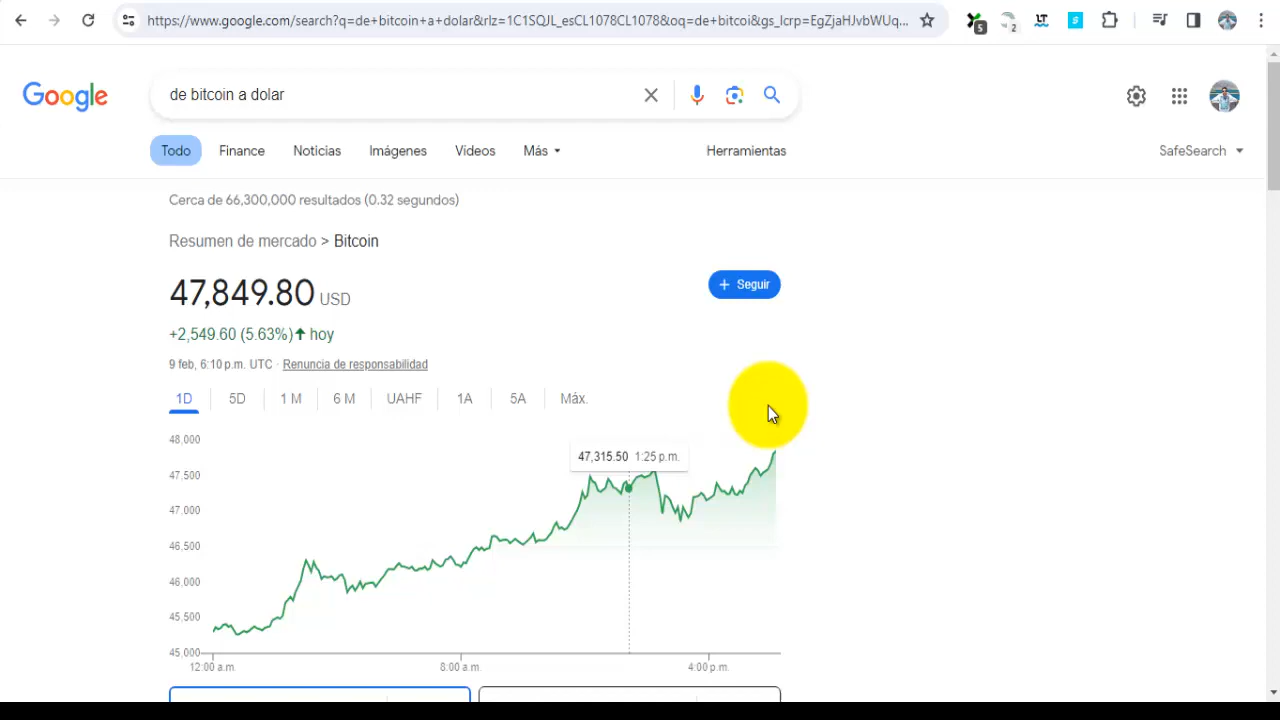 https://www.google.com/search?q=de+bitcoin+a+dolar&rlz=1C1SQJL_esCL1078CL1078&oq=de+bitcoi&gs_lcrp=EgZjaHJvbWUq...
5
2
LT
S
Google
de bitcoin a dolar
Todo Finance Noticias Imágenes Videos Más Herramientas SafeSearch
Cerca de 66,300,000 resultados (0.32 segundos)
Resumen de mercado > Bitcoin
47,849.80 USD
+ Seguir
+2,549.60 (5.63%) hoy
9 feb, 6:10 p.m. UTC · Renuncia de responsabilidad
1D 5D 1 M 6 M UAHF 1A 5A Máx.
48,000
47,315.50 1:25 p.m.
47,500
47,000
46,500
46,000
45,500
45,000
12:00 a.m. 8:00 a.m. 4:00 p.m.